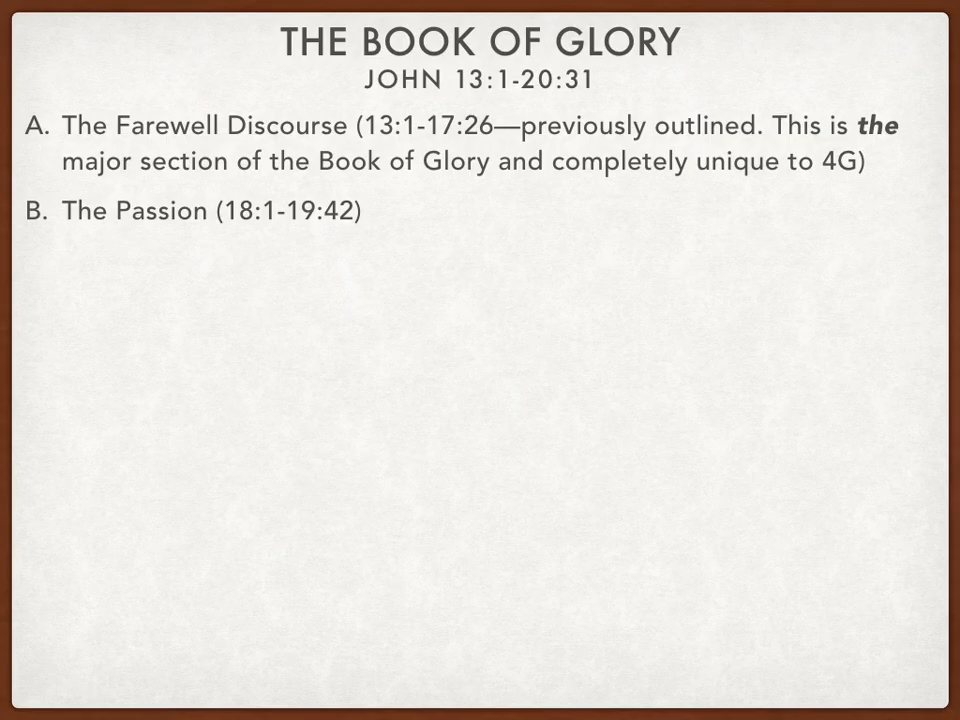 THE BOOK OF GLORY
JOHN 13:1-20:31
A. The Farewell Discourse (13:1-17:26—previously outlined. This is the
major section of the Book of Glory and completely unique to 4G)
B. The Passion (18:1-19:42)